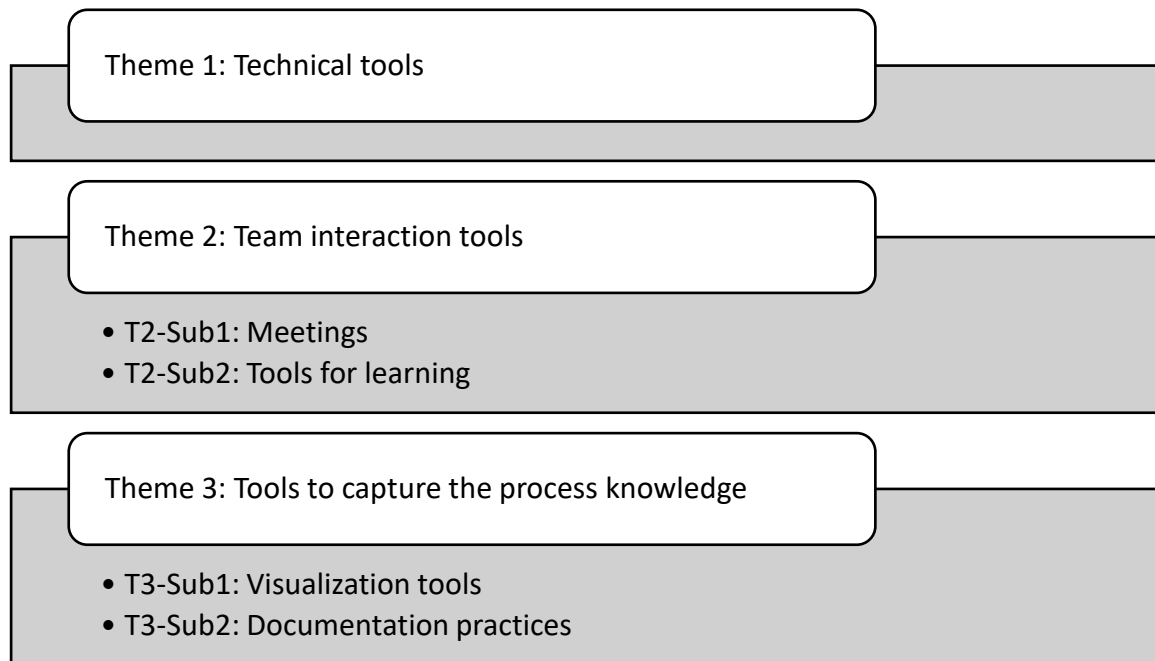 Theme 1: Technical tools
Theme 2: Team interaction tools
• T2-Sub1: Meetings
• T2-Sub2: Tools for learning
Theme 3: Tools to capture the process knowledge
• T3-Sub1: Visualization tools
• T3-Sub2: Documentation practices